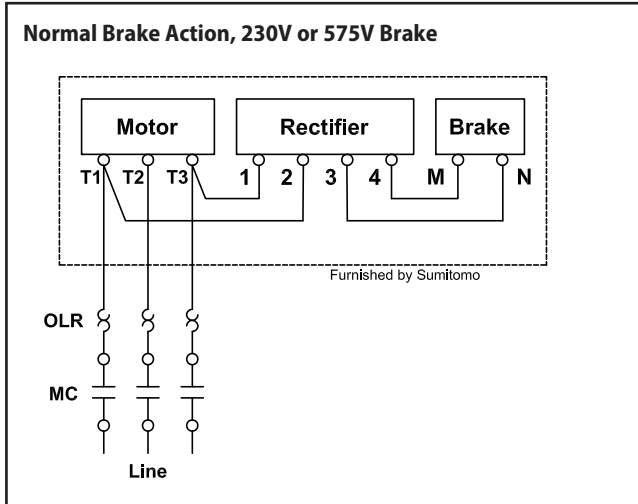 Normal Brake Action, 230V or 575V Brake
Motor Rectifier Brake
T1 T2 T3 1 2 3 4 M N
Furnished by Sumitomo
OLR
MC
Line